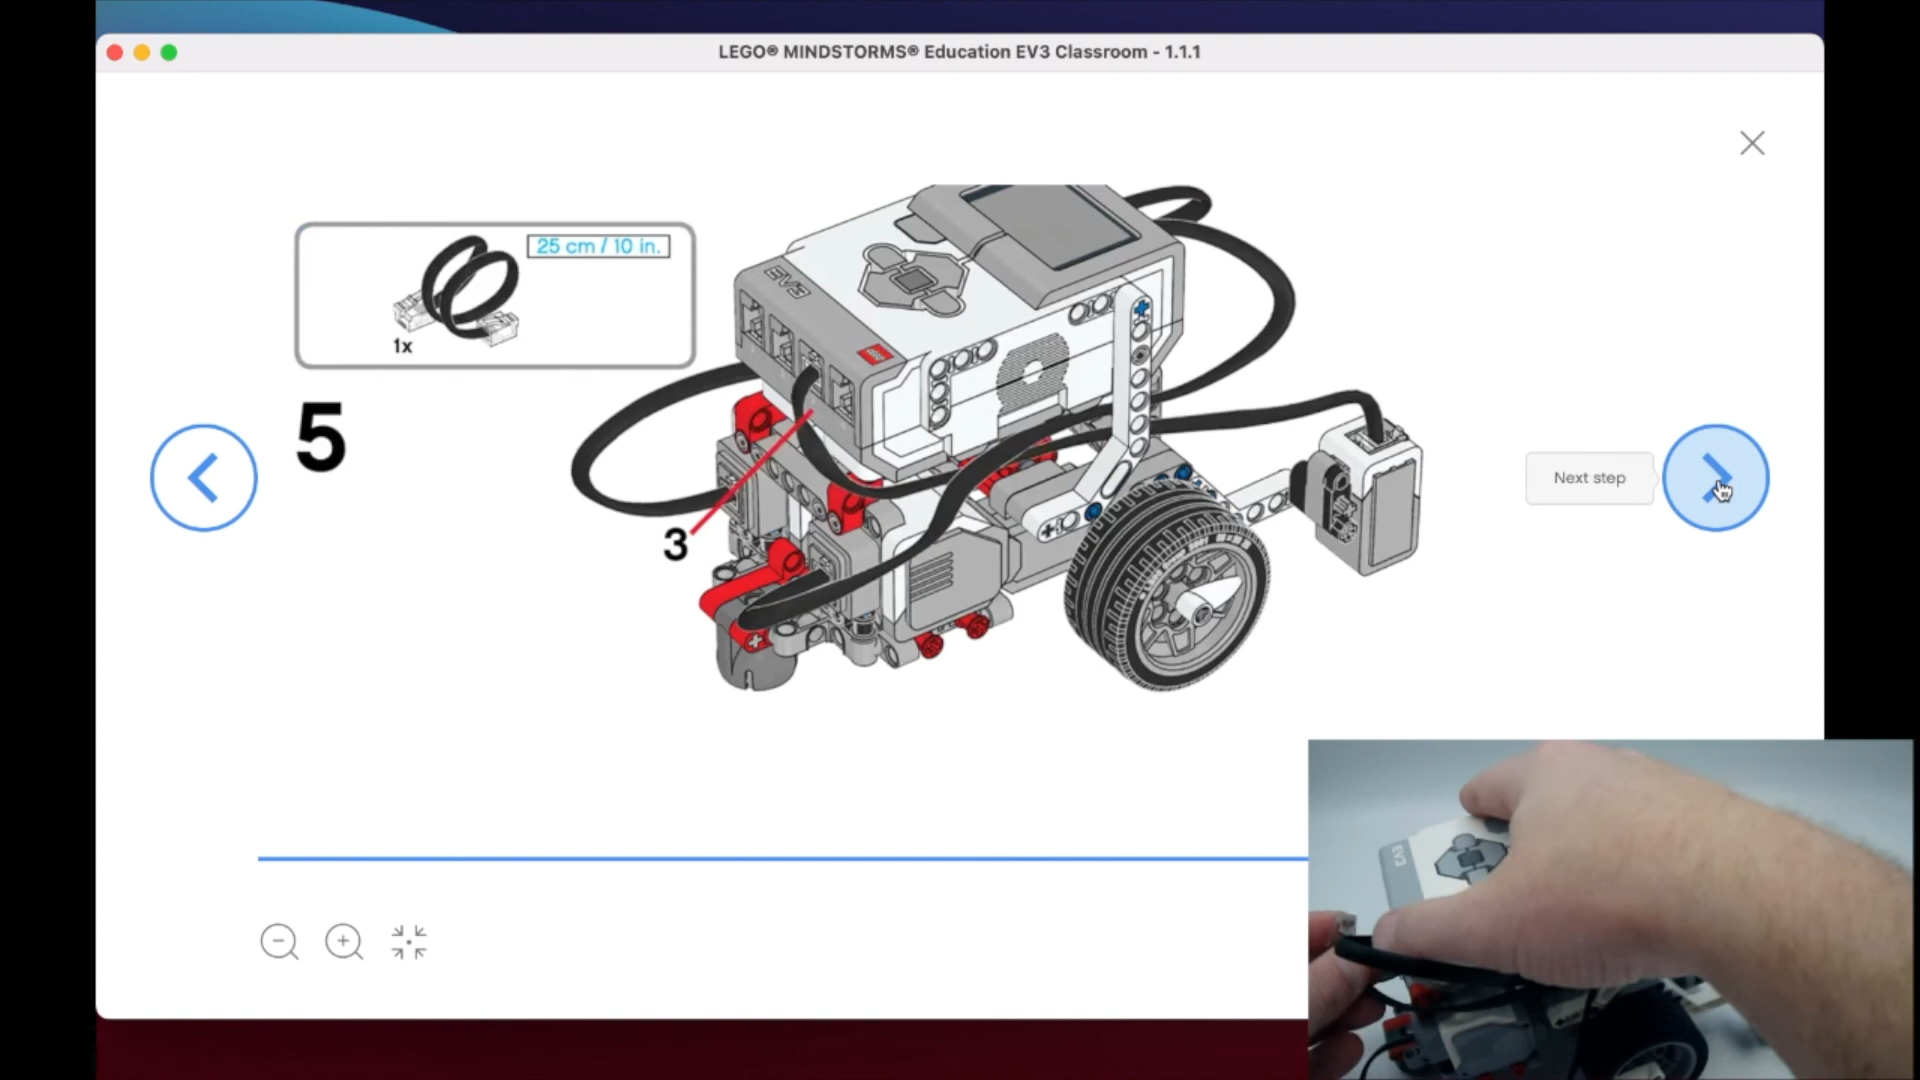 LEGO® MINDSTORMS® Education EV3 Classroom - 1.1.1
25 cm / 10 in.
1x
5
EV3
LEGO
3
Next step
EV3